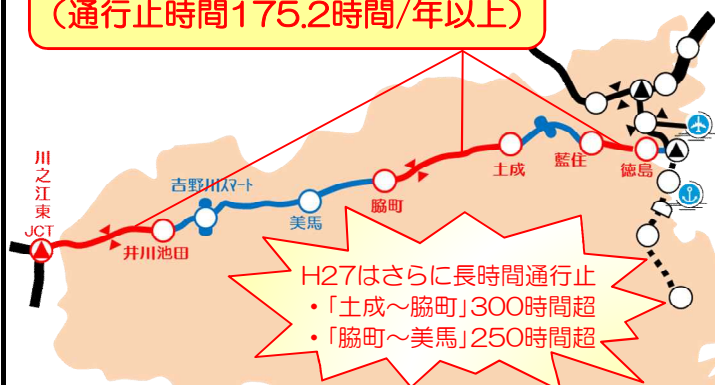 （通行止時間175.2時間/年以上）
川之江東
JCT
井川池田
吉野川スマート
美馬
脇町
土成
藍住
徳島
H27はさらに長時間通行止
・「土成～脇町」300時間超
・「脇町～美馬」250時間超